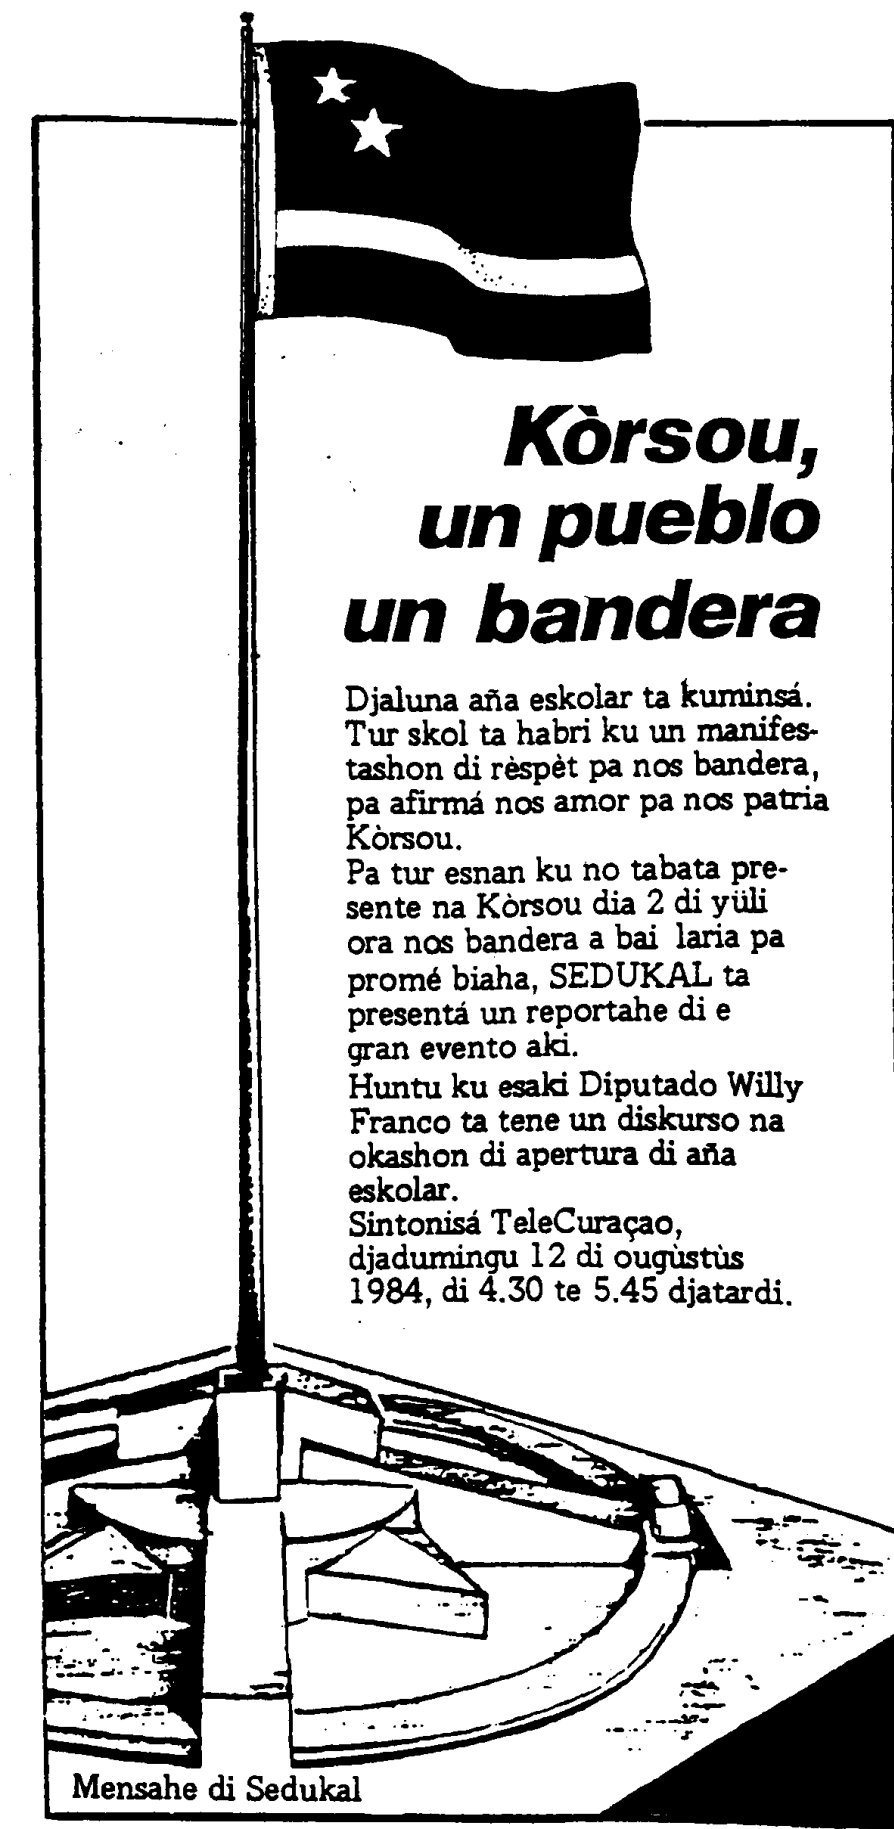 Kòrsou,
un pueblo
un bandera
Djaluna aña eskolar ta kuminsá.
Tur skol ta habri ku un manifes-
tashon di rèspèt pa nos bandera,
pa afirmá nos amor pa nos patria
Kòrsou.
Pa tur esnan ku no tabata pre-
sente na Kòrsou dia 2 di yüli
ora nos bandera a bai laria pa
promé biaha, SEDUKAL ta
presentá un reportahe di e
gran evento aki.
Huntu ku esaki Diputado Willy
Franco ta tene un diskurso na
okashon di apertura di aña
eskolar.
Sintonisá TeleCuraçao,
djadumingu 12 di ougùstùs
1984, di 4.30 te 5.45 djatardi.
Mensahe di Sedukal